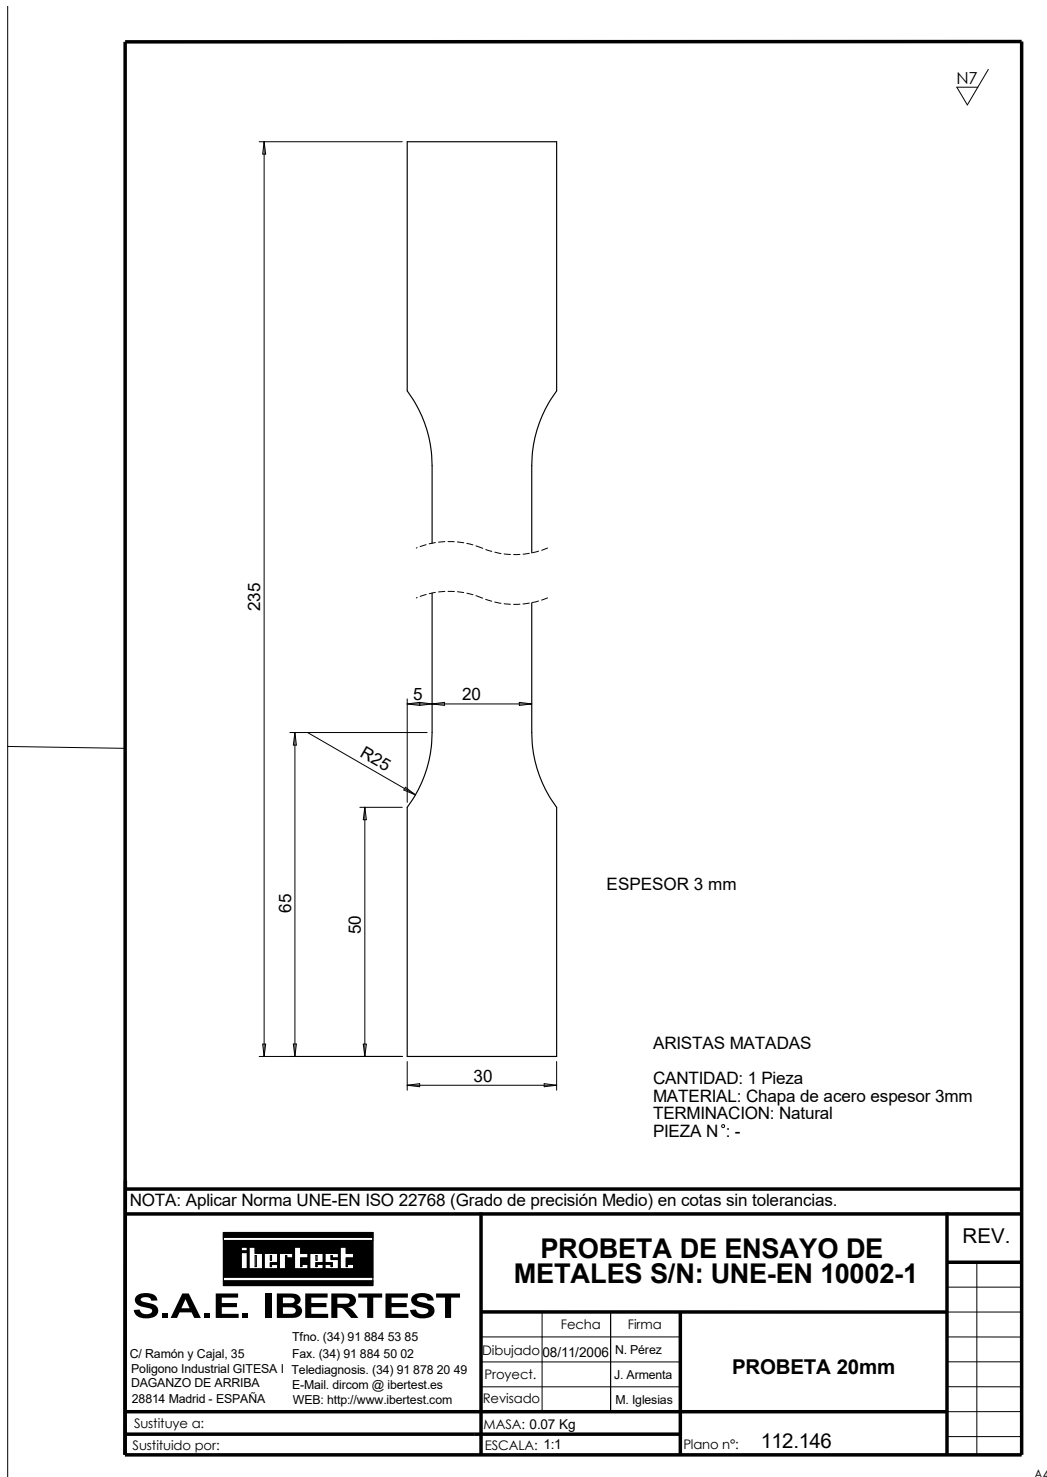 N7
235
5
20
R25
65
50
30
ESPESOR 3 mm
ARISTAS MATADAS
CANTIDAD: 1 Pieza
MATERIAL: Chapa de acero espesor 3mm
TERMINACION: Natural
PIEZA N°: -
NOTA: Aplicar Norma UNE-EN ISO 22768 (Grado de precisión Medio) en cotas sin tolerancias.
ibertest
S.A.E. IBERTEST
C/ Ramón y Cajal, 35
Poligono Industrial GITESA I
DAGANZO DE ARRIBA
28814 Madrid - ESPAÑA
Tfno. (34) 91 884 53 85
Fax. (34) 91 884 50 02
Telediagnosis. (34) 91 878 20 49
E-Mail. dircom @ ibertest.es
WEB: http://www.ibertest.com
Sustituye a:
Sustituido por:
PROBETA DE ENSAYO DE
METALES S/N: UNE-EN 10002-1
REV.
Fecha Firma
Dibujado 08/11/2006 N. Pérez
Proyect. J. Armenta
Revisado M. Iglesias
PROBETA 20mm
MASA: 0.07 Kg
ESCALA: 1:1
Plano nº: 112.146
A4